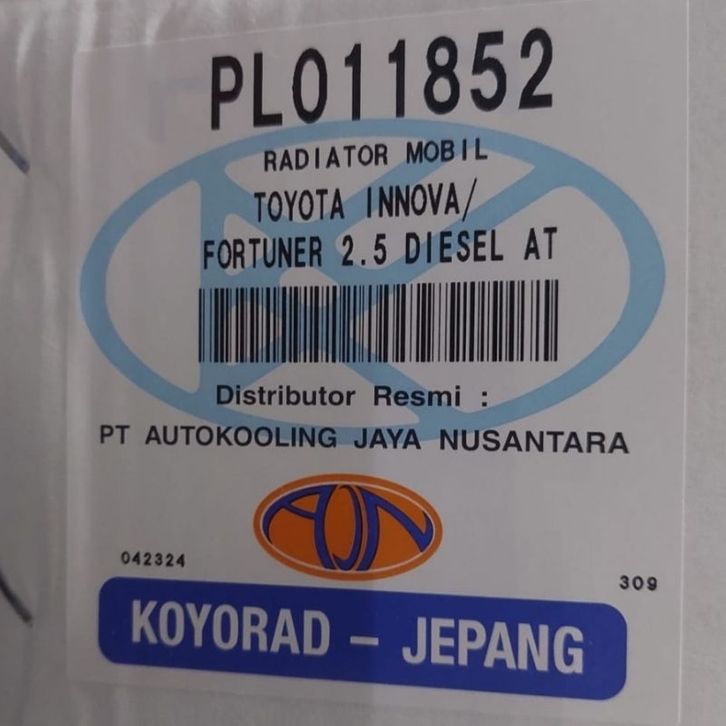 PL011852
RADIATOR MOBIL
TOYOTA INNOVA/
FORTUNER 2.5 DIESEL AT
Distributor Resmi :
PT AUTOKOOLING JAYA NUSANTARA
AJN
042324
309
KOYORAD – JEPANG